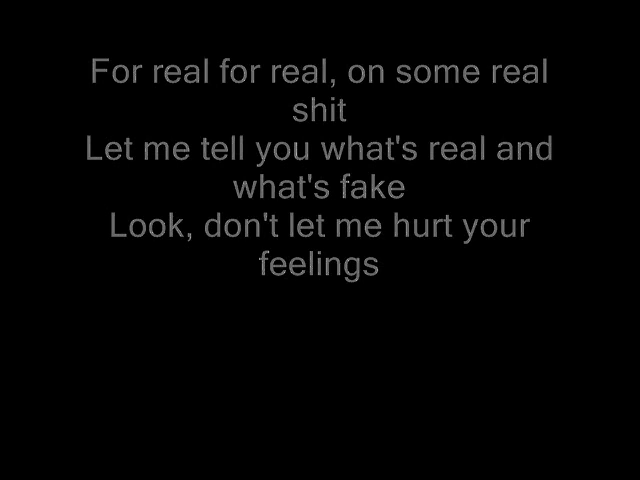 For real for real, on some real
shit
Let me tell you what's real and
what's fake
Look, don't let me hurt your
feelings